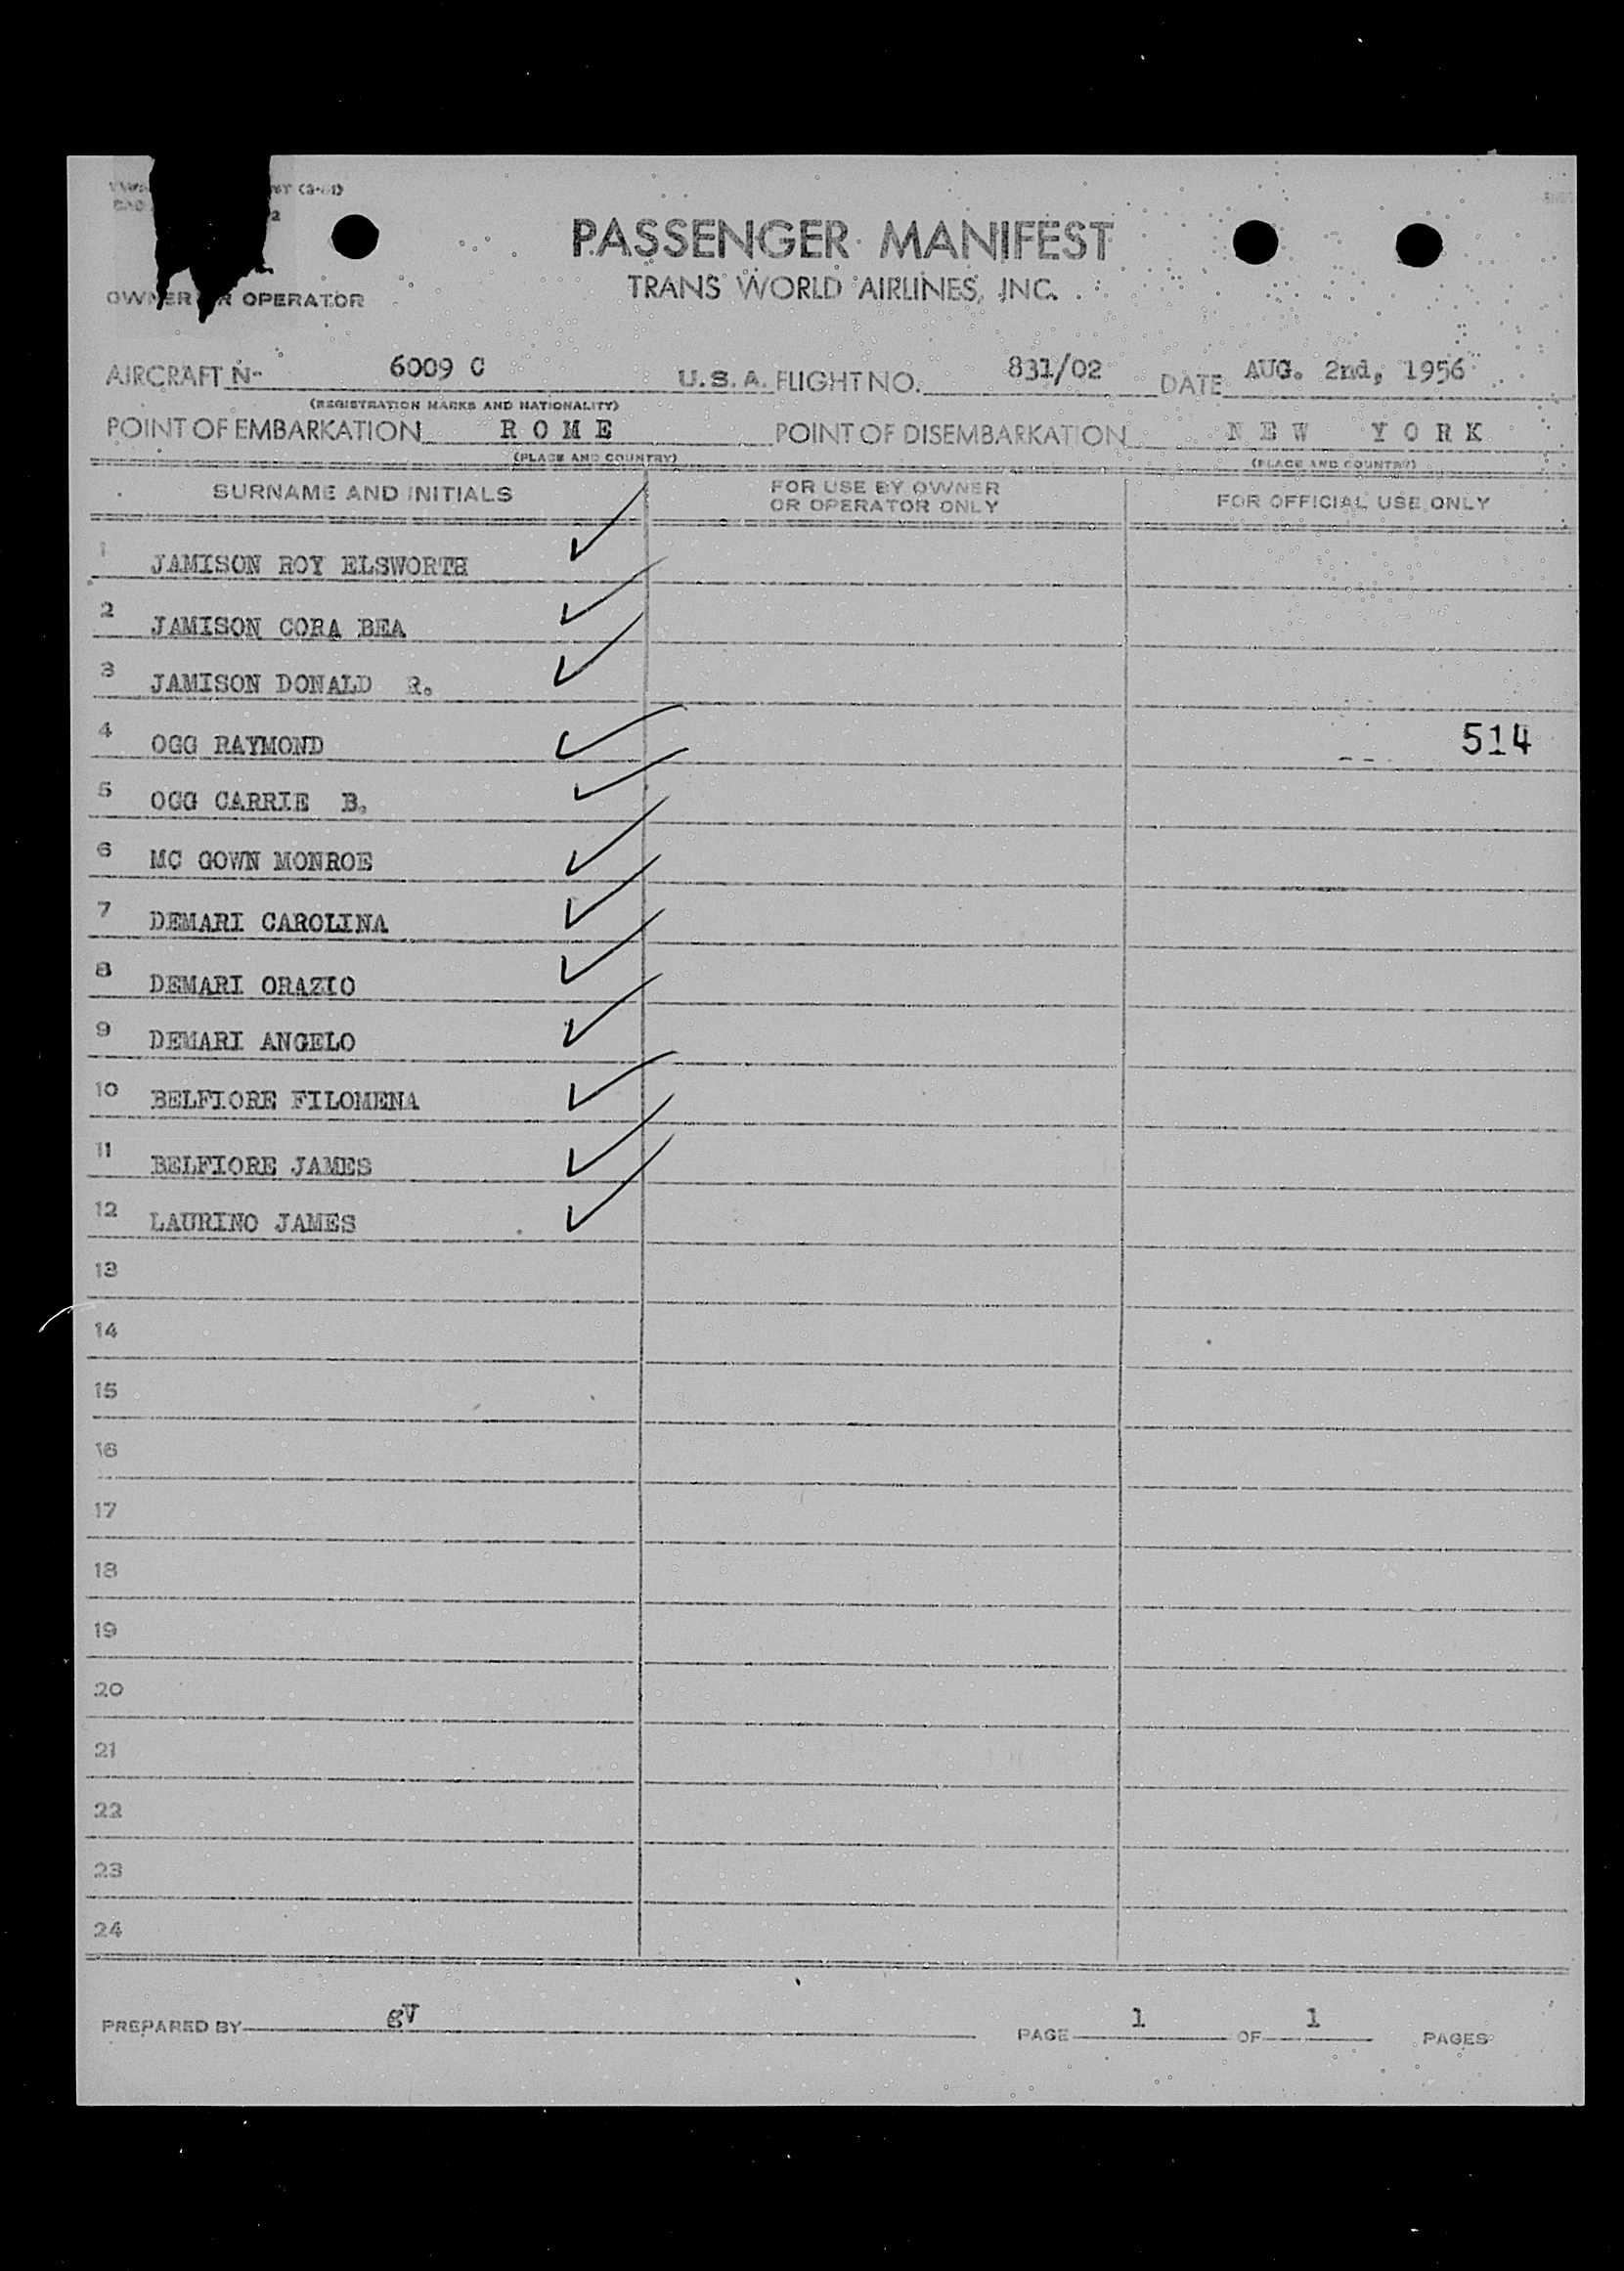 PASSENGER MANIFEST
TRANS WORLD AIRLINES, INC.
OWNER OR OPERATOR
AIRCRAFT N- 6009 C U.S.A. FLIGHT NO. 831/02 DATE AUG. 2nd, 1956
(REGISTRATION MARKS AND NATIONALITY)
POINT OF EMBARKATION R O M E POINT OF DISEMBARKATION N E W Y O R K
(PLACE AND COUNTRY) (PLACE AND COUNTRY)
SURNAME AND INITIALS FOR USE BY OWNER OR OPERATOR ONLY FOR OFFICIAL USE ONLY
1 JAMISON ROY ELSWORTH
2 JAMISON CORA BEA
3 JAMISON DONALD R.
4 OGG RAYMOND 514
5 OGG CARRIE B.
6 MC GOWN MONROE
7 DEMARI CAROLINA
8 DEMARI ORAZIO
9 DEMARI ANGELO
10 BELFIORE FILOMENA
11 BELFIORE JAMES
12 LAURINO JAMES
13
14
15
16
17
18
19
20
21
22
23
24
PREPARED BY gV PAGE 1 OF 1 PAGES